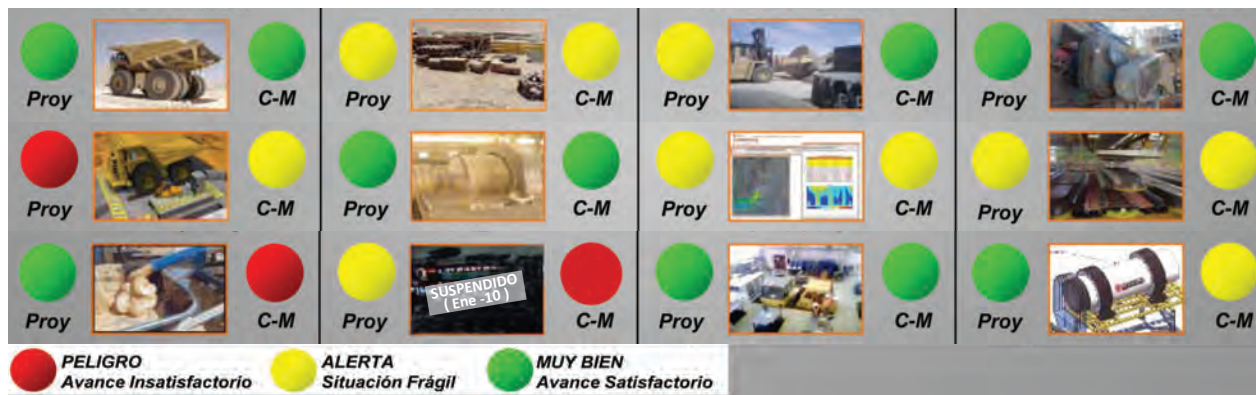 Proy C-M Proy C-M Proy C-M Proy C-M
Proy C-M Proy C-M Proy C-M Proy C-M
SUSPENDIDO
( Ene -10 )
Proy C-M Proy C-M Proy C-M Proy C-M
PELIGRO ALERTA MUY BIEN
Avance Insatisfactorio Situación Frágil Avance Satisfactorio